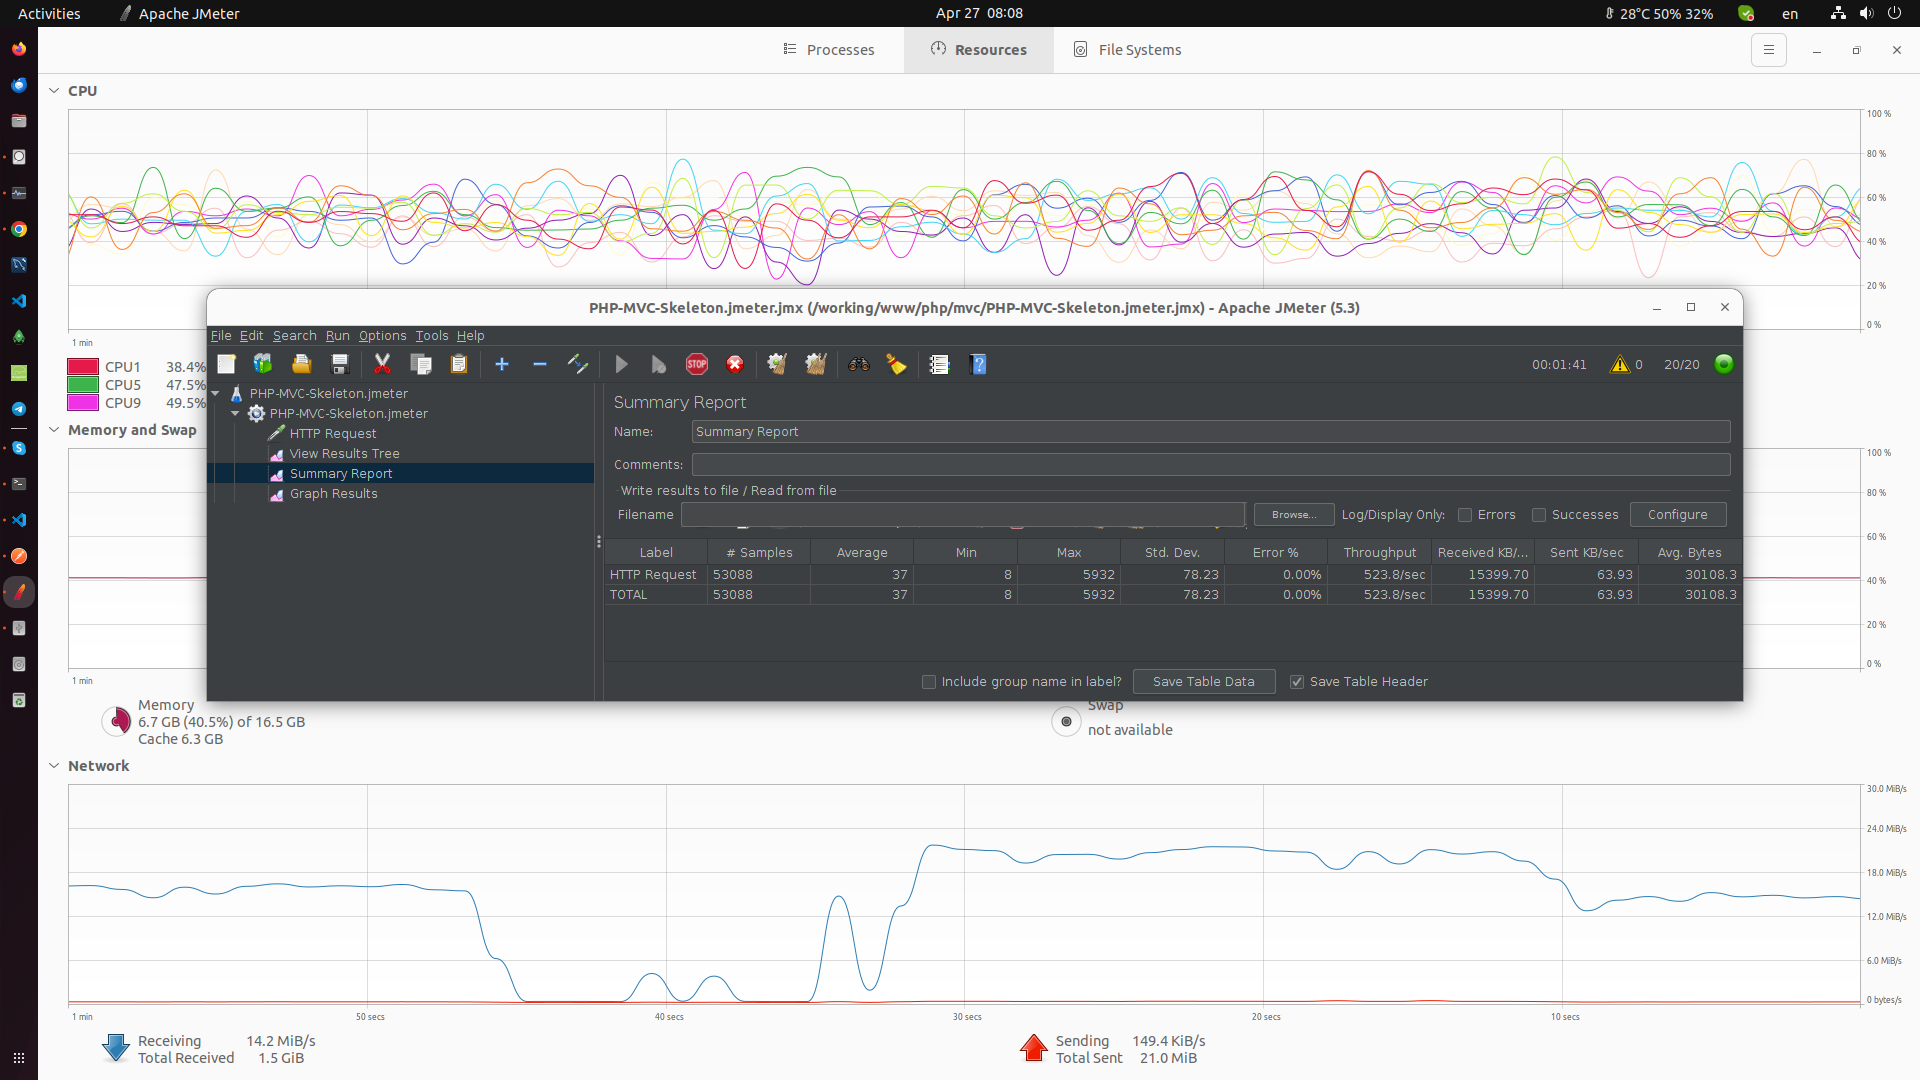 Activities
Apache JMeter
Apr 27 08:08
28°C 50% 32%
en
Processes
Resources
File Systems
CPU
100 %
80 %
60 %
40 %
20 %
0 %
1 min
CPU1 38.4%
CPU5 47.5%
CPU9 49.5%
PHP-MVC-Skeleton.jmeter.jmx (/working/www/php/mvc/PHP-MVC-Skeleton.jmeter.jmx) - Apache JMeter (5.3)
File Edit Search Run Options Tools Help
STOP
00:01:41
0
20/20
PHP-MVC-Skeleton.jmeter
PHP-MVC-Skeleton.jmeter
HTTP Request
View Results Tree
Summary Report
Graph Results
Summary Report
Name: Summary Report
Comments:
Write results to file / Read from file
Filename
Browse...
Log/Display Only:
Errors
Successes
Configure
Label # Samples Average Min Max Std. Dev. Error % Throughput Received KB/... Sent KB/sec Avg. Bytes
HTTP Request 53088 37 8 5932 78.23 0.00% 523.8/sec 15399.70 63.93 30108.3
TOTAL 53088 37 8 5932 78.23 0.00% 523.8/sec 15399.70 63.93 30108.3
Include group name in label?
Save Table Data
Save Table Header
Memory and Swap
100 %
80 %
60 %
40 %
20 %
0 %
1 min
Memory
6.7 GB (40.5%) of 16.5 GB
Cache 6.3 GB
Swap
not available
Network
30.0 MiB/s
24.0 MiB/s
18.0 MiB/s
12.0 MiB/s
6.0 MiB/s
0 bytes/s
1 min 50 secs 40 secs 30 secs 20 secs 10 secs
Receiving 14.2 MiB/s
Total Received 1.5 GiB
Sending 149.4 KiB/s
Total Sent 21.0 MiB